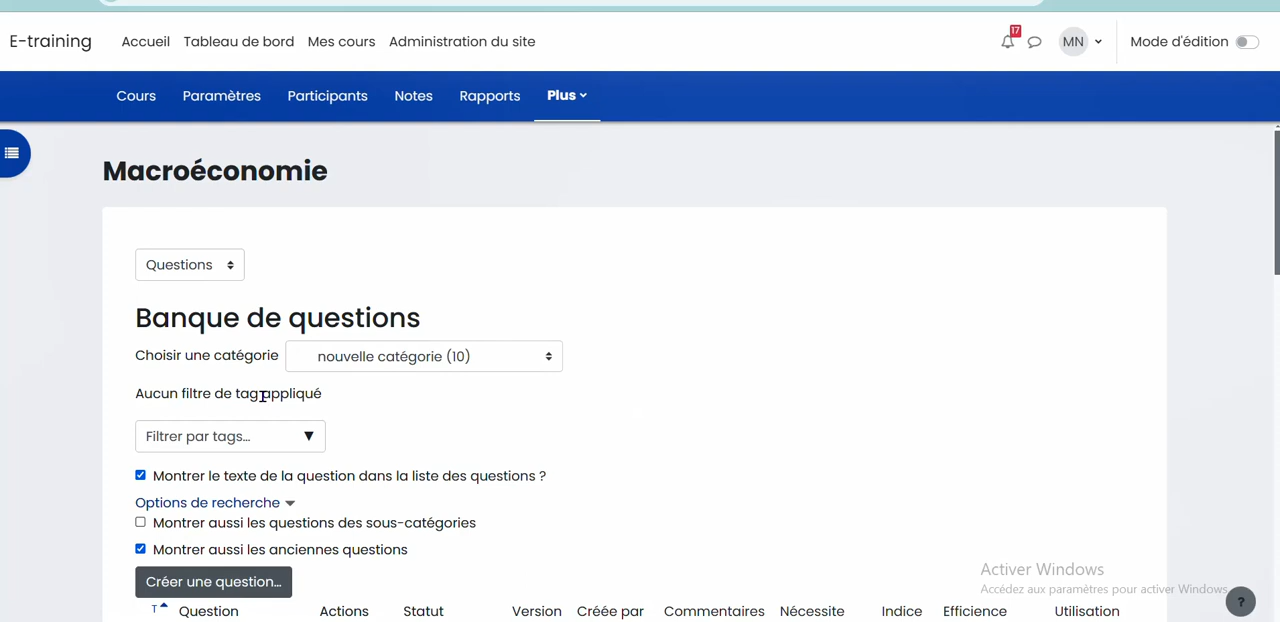 E-training Accueil Tableau de bord Mes cours Administration du site 17 MN Mode d'édition
Cours Paramètres Participants Notes Rapports Plus
Macroéconomie
Questions
Banque de questions
Choisir une catégorie nouvelle catégorie (10)
Aucun filtre de tag appliqué
Filtrer par tags...
Montrer le texte de la question dans la liste des questions ?
Options de recherche
Montrer aussi les questions des sous-catégories
Montrer aussi les anciennes questions
Activer Windows
Accédez aux paramètres pour activer Windows.
Créer une question...
?
T Question Actions Statut Version Créée par Commentaires Nécessite Indice Efficience Utilisation